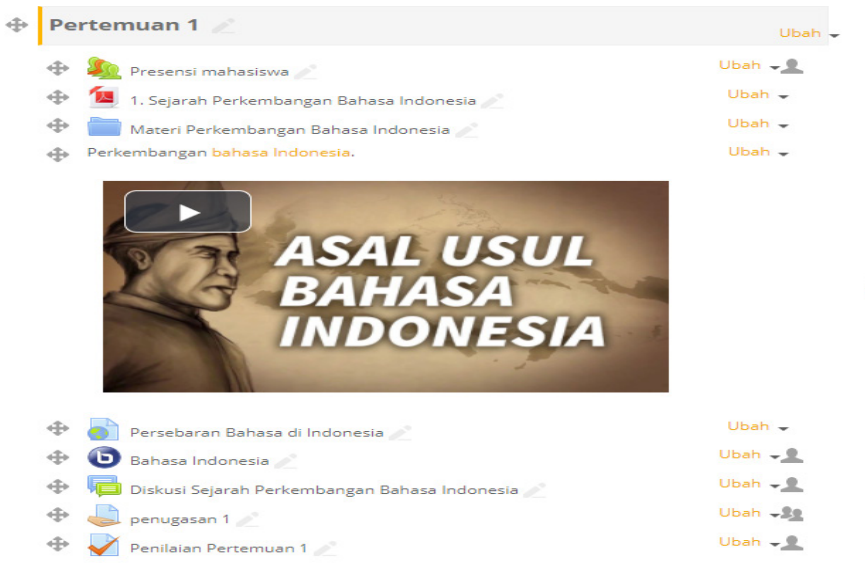 Pertemuan 1
Ubah
Presensi mahasiswa
Ubah
1. Sejarah Perkembangan Bahasa Indonesia
Ubah
Materi Perkembangan Bahasa Indonesia
Ubah
Perkembangan bahasa Indonesia.
Ubah
ASAL USUL
BAHASA
INDONESIA
Persebaran Bahasa di Indonesia
Ubah
Bahasa Indonesia
Ubah
Diskusi Sejarah Perkembangan Bahasa Indonesia
Ubah
penugasan 1
Ubah
Penilaian Pertemuan 1
Ubah